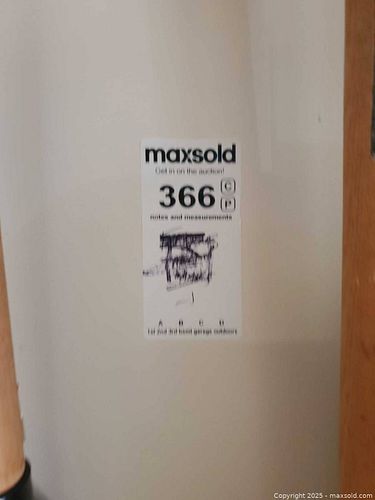 maxsold
Get in on the auction!
366 C
P
notes and measurements
A B C D
1st 2nd 3rd bsmt garage outdoors
Copyright 2025 - maxsold.com